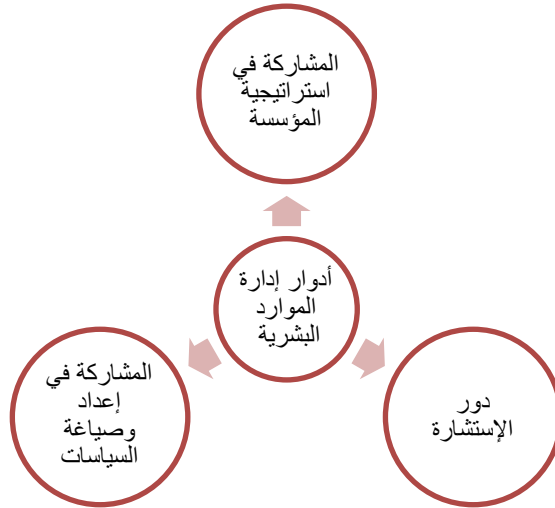 المشاركة في
استراتيجية
المؤسسة
أدوار إدارة
الموارد
البشرية
المشاركة في
إعداد
وصياغة
السياسات
دور
الإستشارة